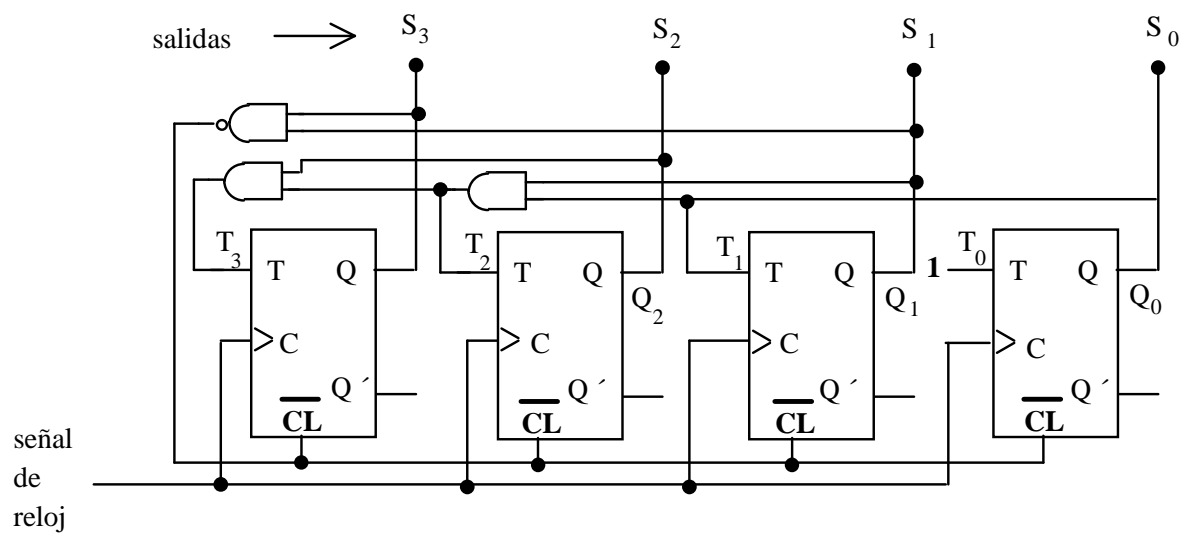 salidas
S3
S2
S1
S0
T3
T
Q
C
Q ´
CL
T2
T
Q
Q2
C
Q ´
CL
T1
T
Q
Q1
C
Q ´
CL
1
T0
T
Q
Q0
C
Q ´
CL
señal
de
reloj